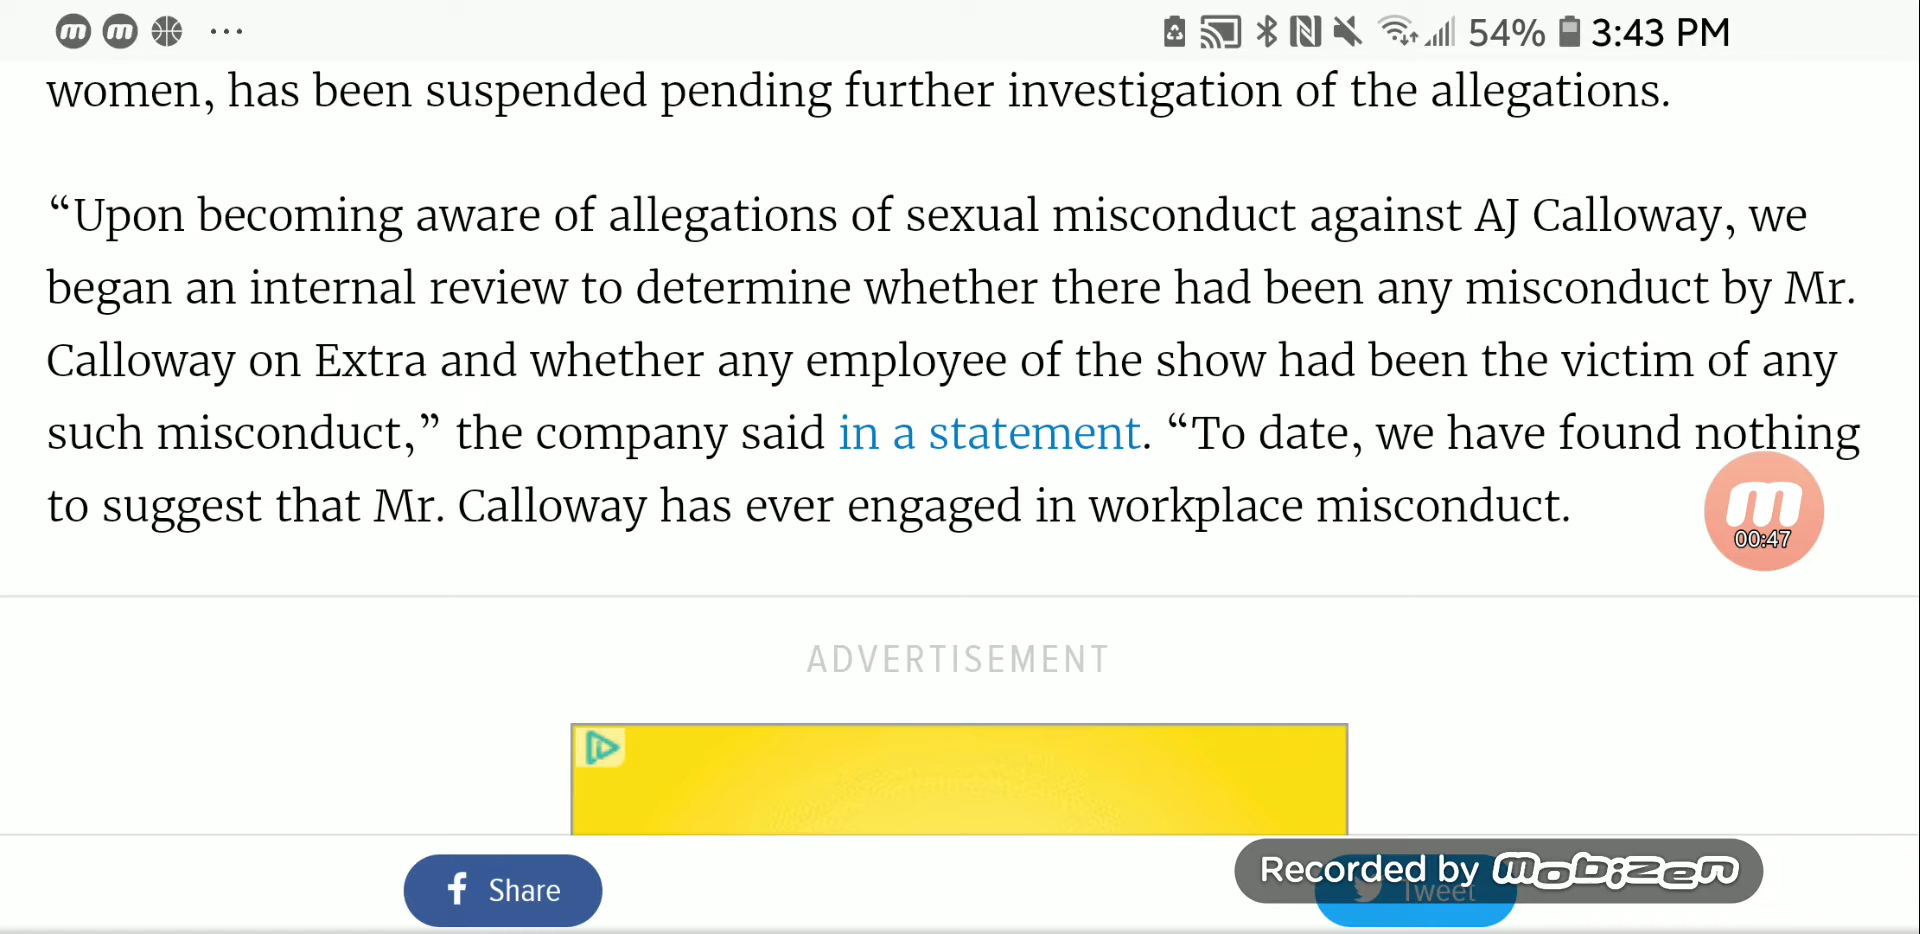 54% 3:43 PM
women, has been suspended pending further investigation of the allegations.
“Upon becoming aware of allegations of sexual misconduct against AJ Calloway, we
began an internal review to determine whether there had been any misconduct by Mr.
Calloway on Extra and whether any employee of the show had been the victim of any
such misconduct,” the company said in a statement. “To date, we have found nothing
to suggest that Mr. Calloway has ever engaged in workplace misconduct.
m
00:47
ADVERTISEMENT
Recorded by mobizen
f Share
Tweet